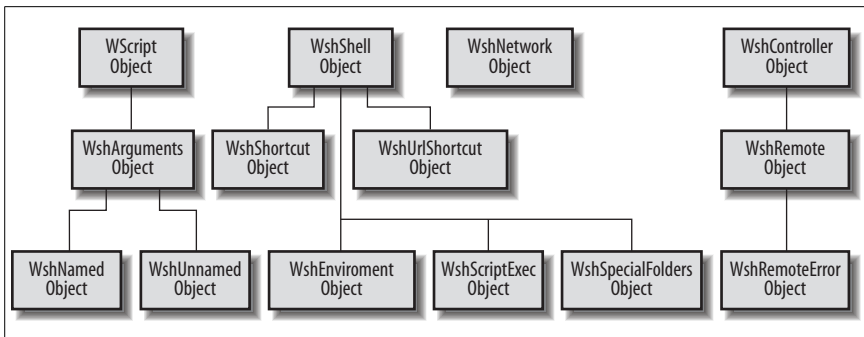 WScript
Object
WshShell
Object
WshNetwork
Object
WshController
Object
WshArguments
Object
WshShortcut
Object
WshUrlShortcut
Object
WshRemote
Object
WshNamed
Object
WshUnnamed
Object
WshEnviroment
Object
WshScriptExec
Object
WshSpecialFolders
Object
WshRemoteError
Object